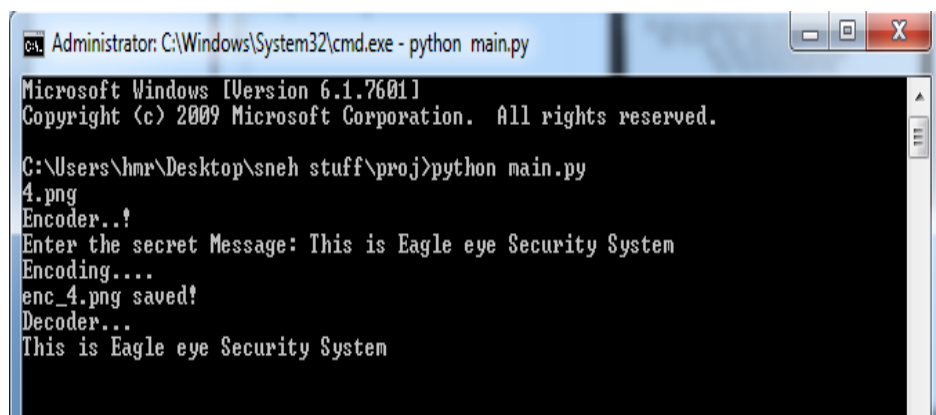 Administrator: C:\Windows\System32\cmd.exe - python main.py
Microsoft Windows [Version 6.1.7601]
Copyright (c) 2009 Microsoft Corporation. All rights reserved.
C:\Users\hmr\Desktop\sneh stuff\proj>python main.py
4.png
Encoder..!
Enter the secret Message: This is Eagle eye Security System
Encoding....
enc_4.png saved!
Decoder...
This is Eagle eye Security System